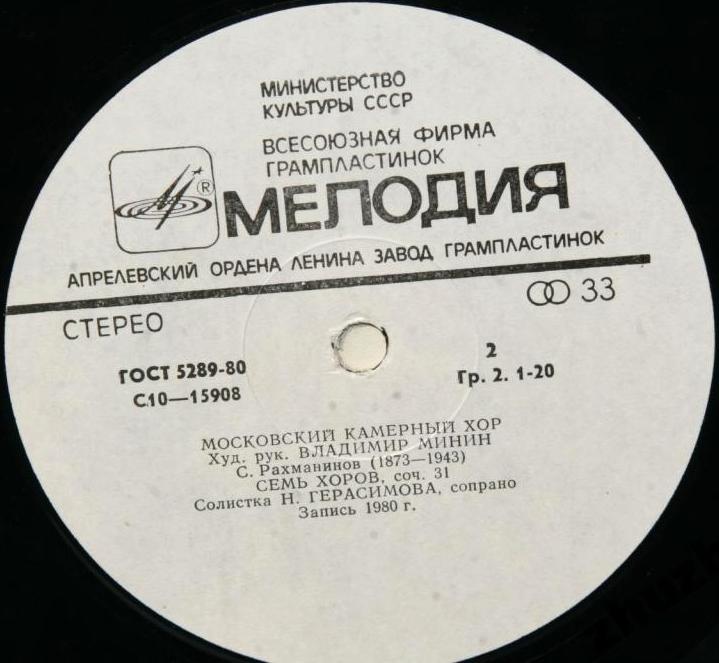 МИНИСТЕРСТВО
КУЛЬТУРЫ СССР
ВСЕСОЮЗНАЯ ФИРМА
ГРАМПЛАСТИНОК
®
МЕЛОДИЯ
АПРЕЛЕВСКИЙ ОРДЕНА ЛЕНИНА ЗАВОД ГРАМПЛАСТИНОК
СТЕРЕО
33
ГОСТ 5289-80
С10—15908
2
Гр. 2. 1-20
МОСКОВСКИЙ КАМЕРНЫЙ ХОР
Худ. рук. ВЛАДИМИР МИНИН
С. Рахманинов (1873—1943)
СЕМЬ ХОРОВ, соч. 31
Солистка Н. ГЕРАСИМОВА, сопрано
Запись 1980 г.